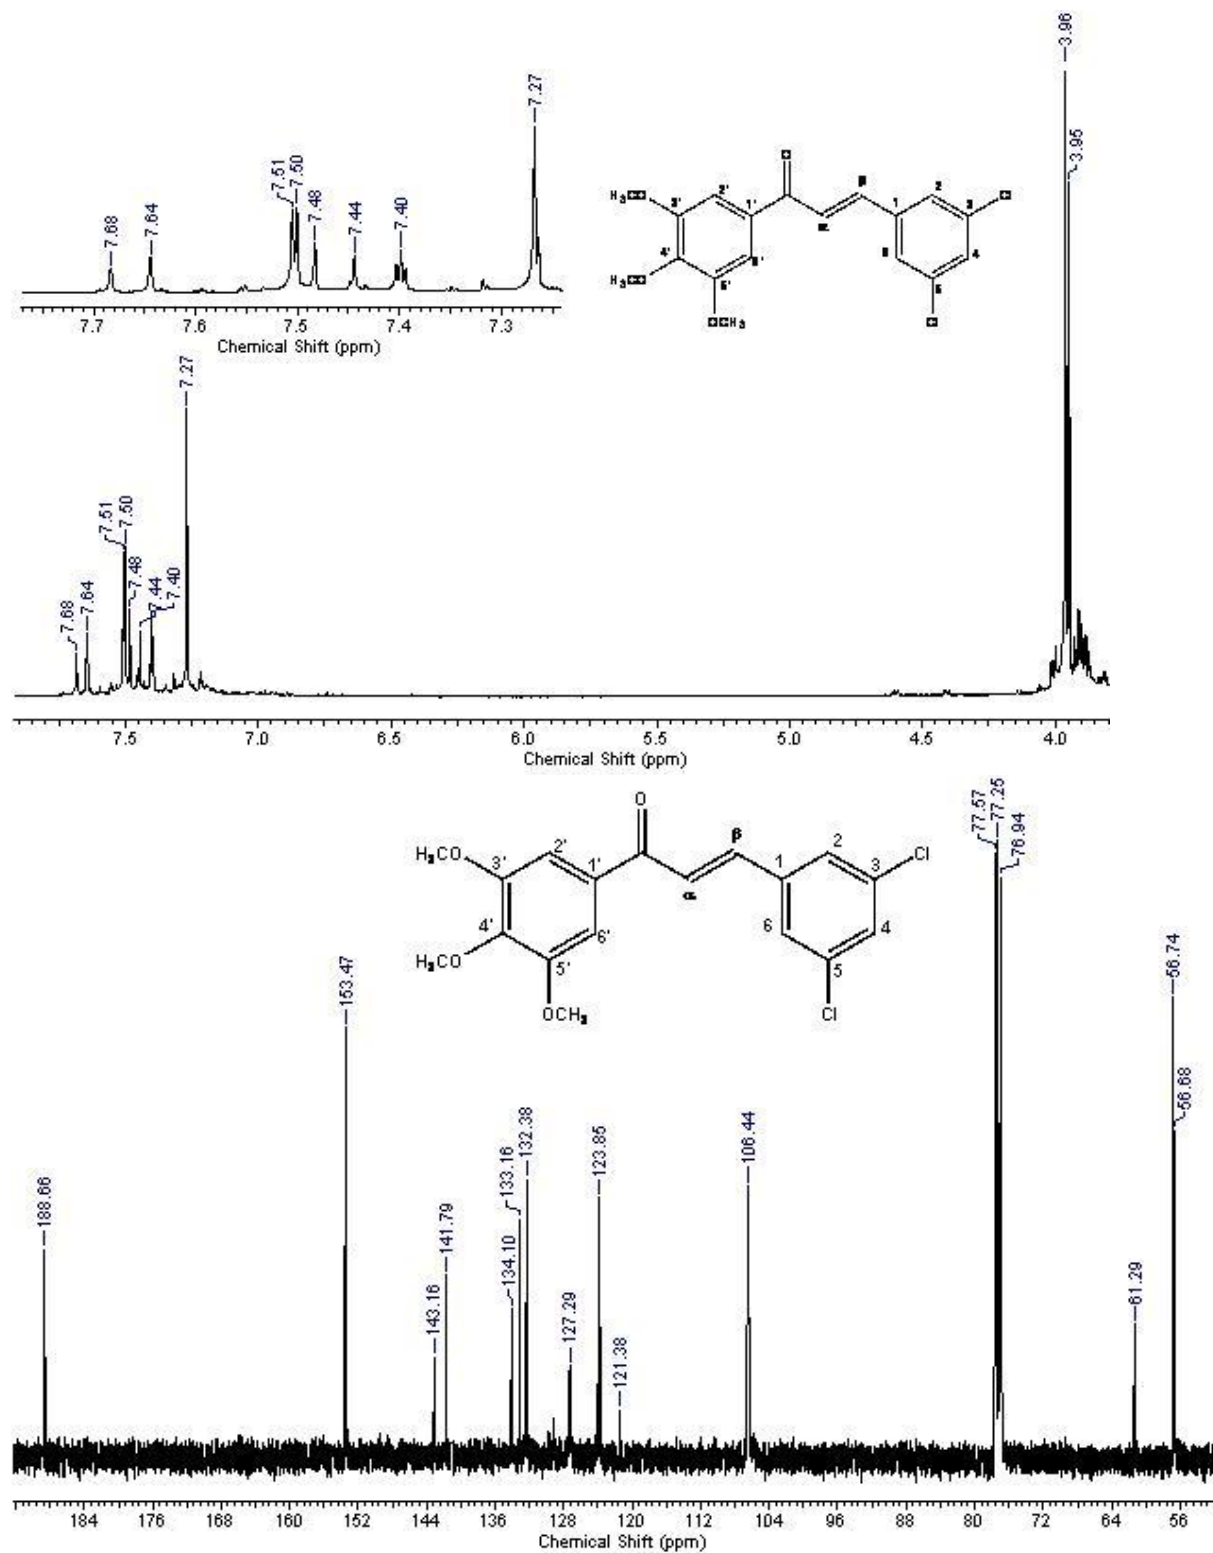 3.96
3.95
7.27
7.51
7.50
7.48
7.68
7.64
7.44
7.40
7.7 7.6 7.5 7.4 7.3
Chemical Shift (ppm)
H3CO 3' 2' 1' α β 1 2 3 4
4' 6' 6 5
H3CO 5'
OCH3
7.27
7.51
7.50
7.48
7.44
7.40
7.68
7.64
7.5 7.0 6.5 6.0 5.5 5.0 4.5 4.0
Chemical Shift (ppm)
77.57
77.25
76.94
O
H3CO 3' 2' 1' α β 1 2 3 Cl
4' 6' 6 4
H3CO 5' 5
OCH3 Cl
153.47
56.74
56.68
188.66
143.16
141.79
134.10
133.16
132.38
127.29
123.85
121.38
106.44
61.29
184 176 168 160 152 144 136 128 120 112 104 96 88 80 72 64 56
Chemical Shift (ppm)